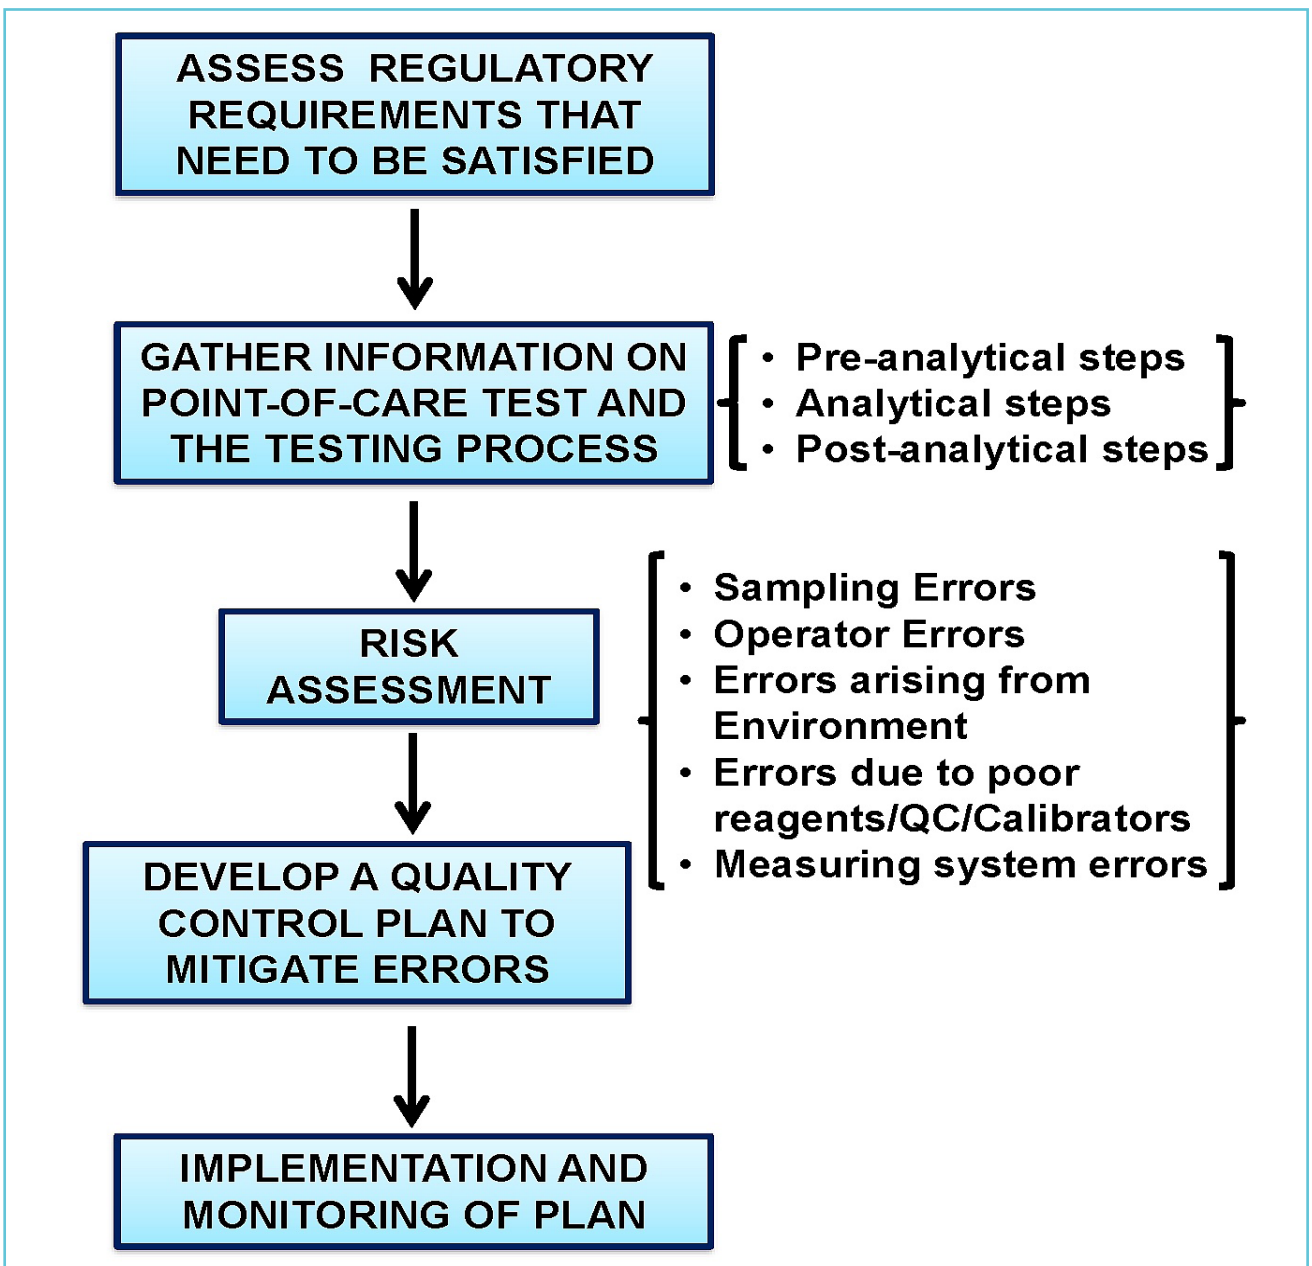 ASSESS REGULATORY
REQUIREMENTS THAT
NEED TO BE SATISFIED
GATHER INFORMATION ON
POINT-OF-CARE TEST AND
THE TESTING PROCESS
• Pre-analytical steps
• Analytical steps
• Post-analytical steps
RISK
ASSESSMENT
• Sampling Errors
• Operator Errors
• Errors arising from
Environment
• Errors due to poor
reagents/QC/Calibrators
• Measuring system errors
DEVELOP A QUALITY
CONTROL PLAN TO
MITIGATE ERRORS
IMPLEMENTATION AND
MONITORING OF PLAN